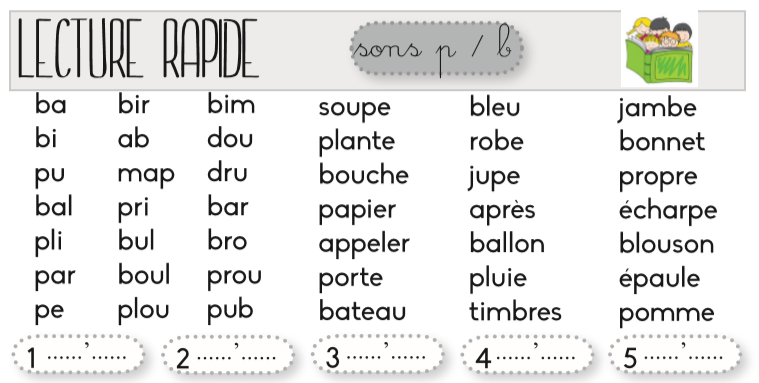 LECTURE RAPIDE sons p / b
ba bir bim soupe bleu jambe
bi ab dou plante robe bonnet
pu map dru bouche jupe propre
bal pri bar papier après écharpe
pli bul bro appeler ballon blouson
par boul prou porte pluie épaule
pe plou pub bateau timbres pomme
1 ......’...... 2 ......’...... 3 ......’...... 4 ......’...... 5 ......’......